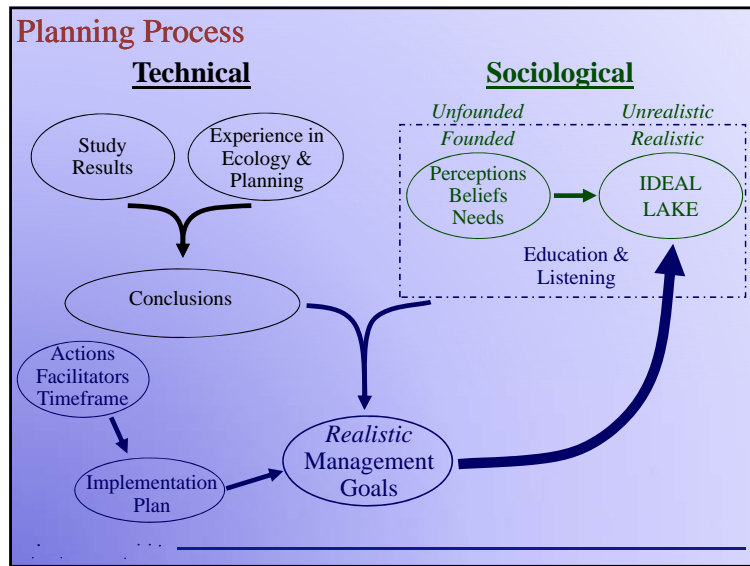 Planning Process
Technical
Sociological
Study
Results
Experience in
Ecology &
Planning
Unfounded
Founded
Unrealistic
Realistic
Perceptions
Beliefs
Needs
IDEAL
LAKE
Education &
Listening
Conclusions
Actions
Facilitators
Timeframe
Implementation
Plan
Realistic
Management
Goals